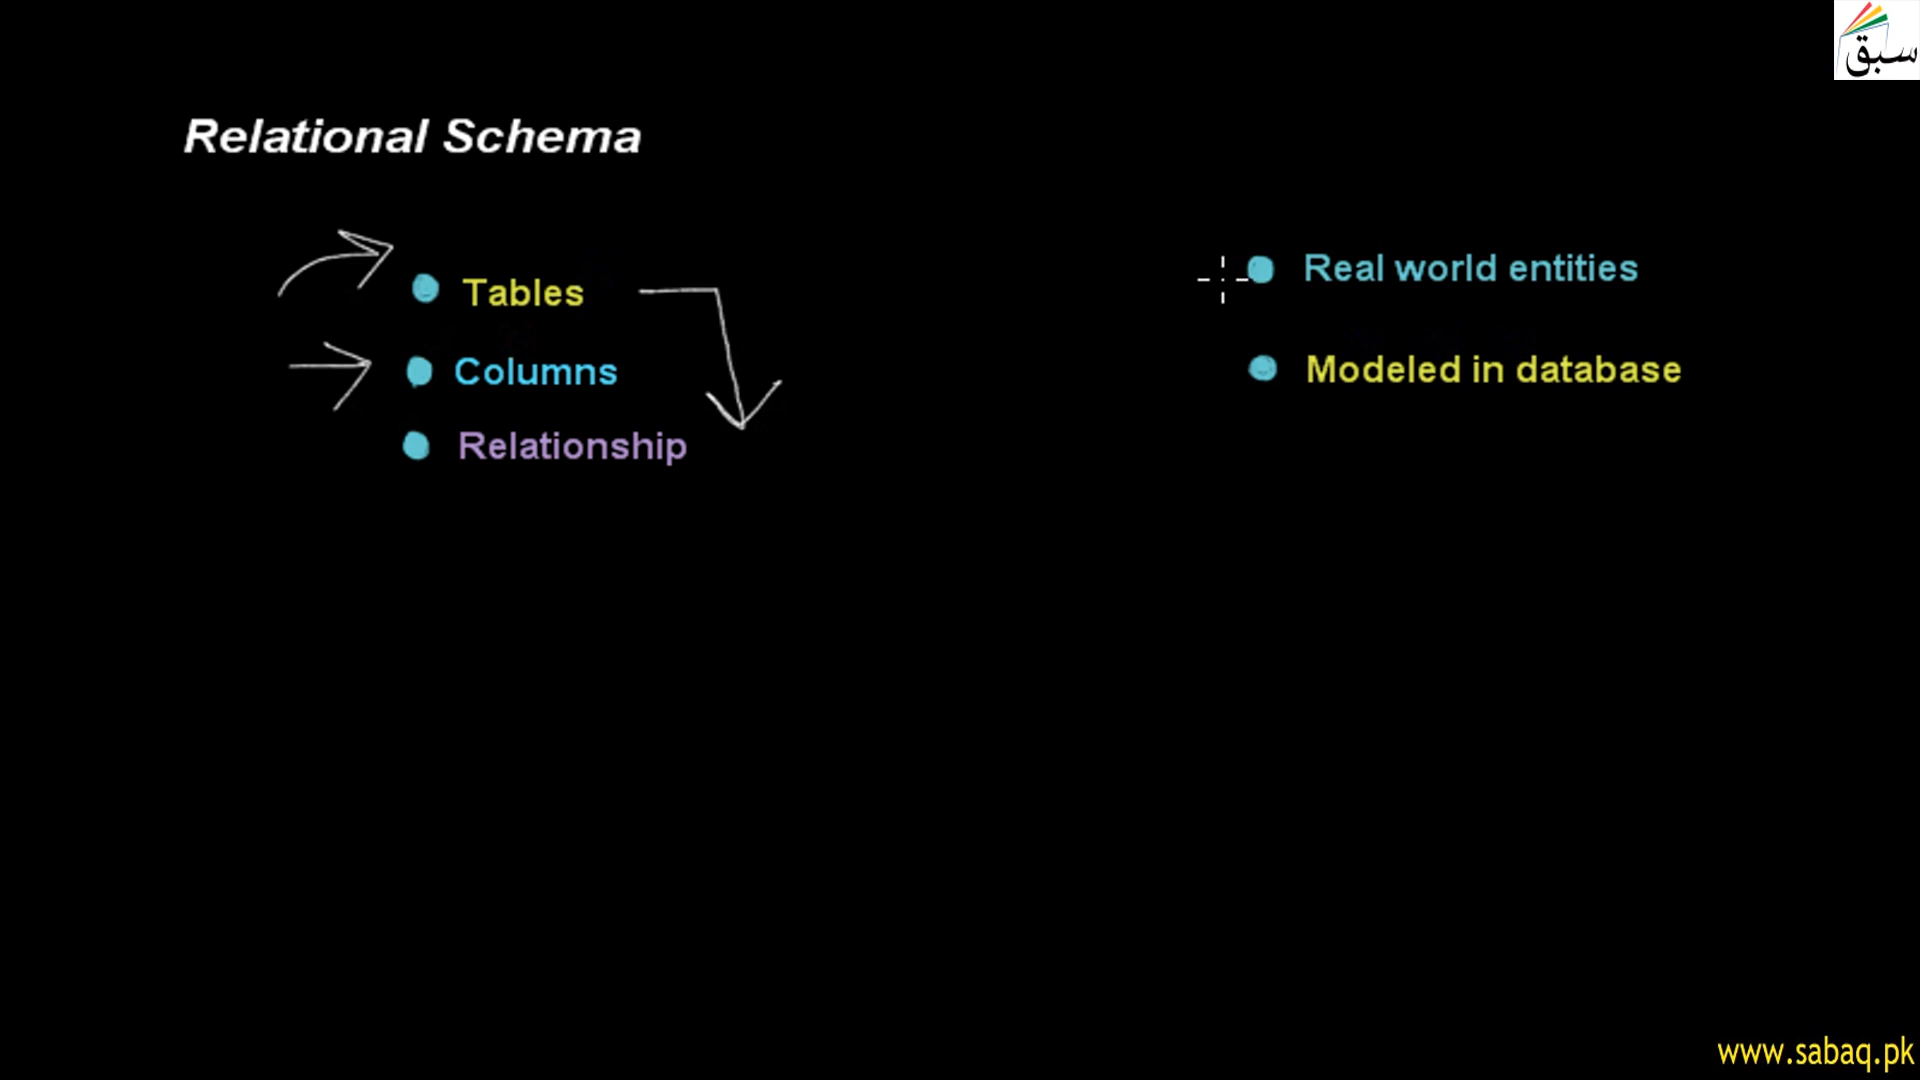 سبق
Relational Schema
Tables
Columns
Relationship
Real world entities
Modeled in database
www.sabaq.pk